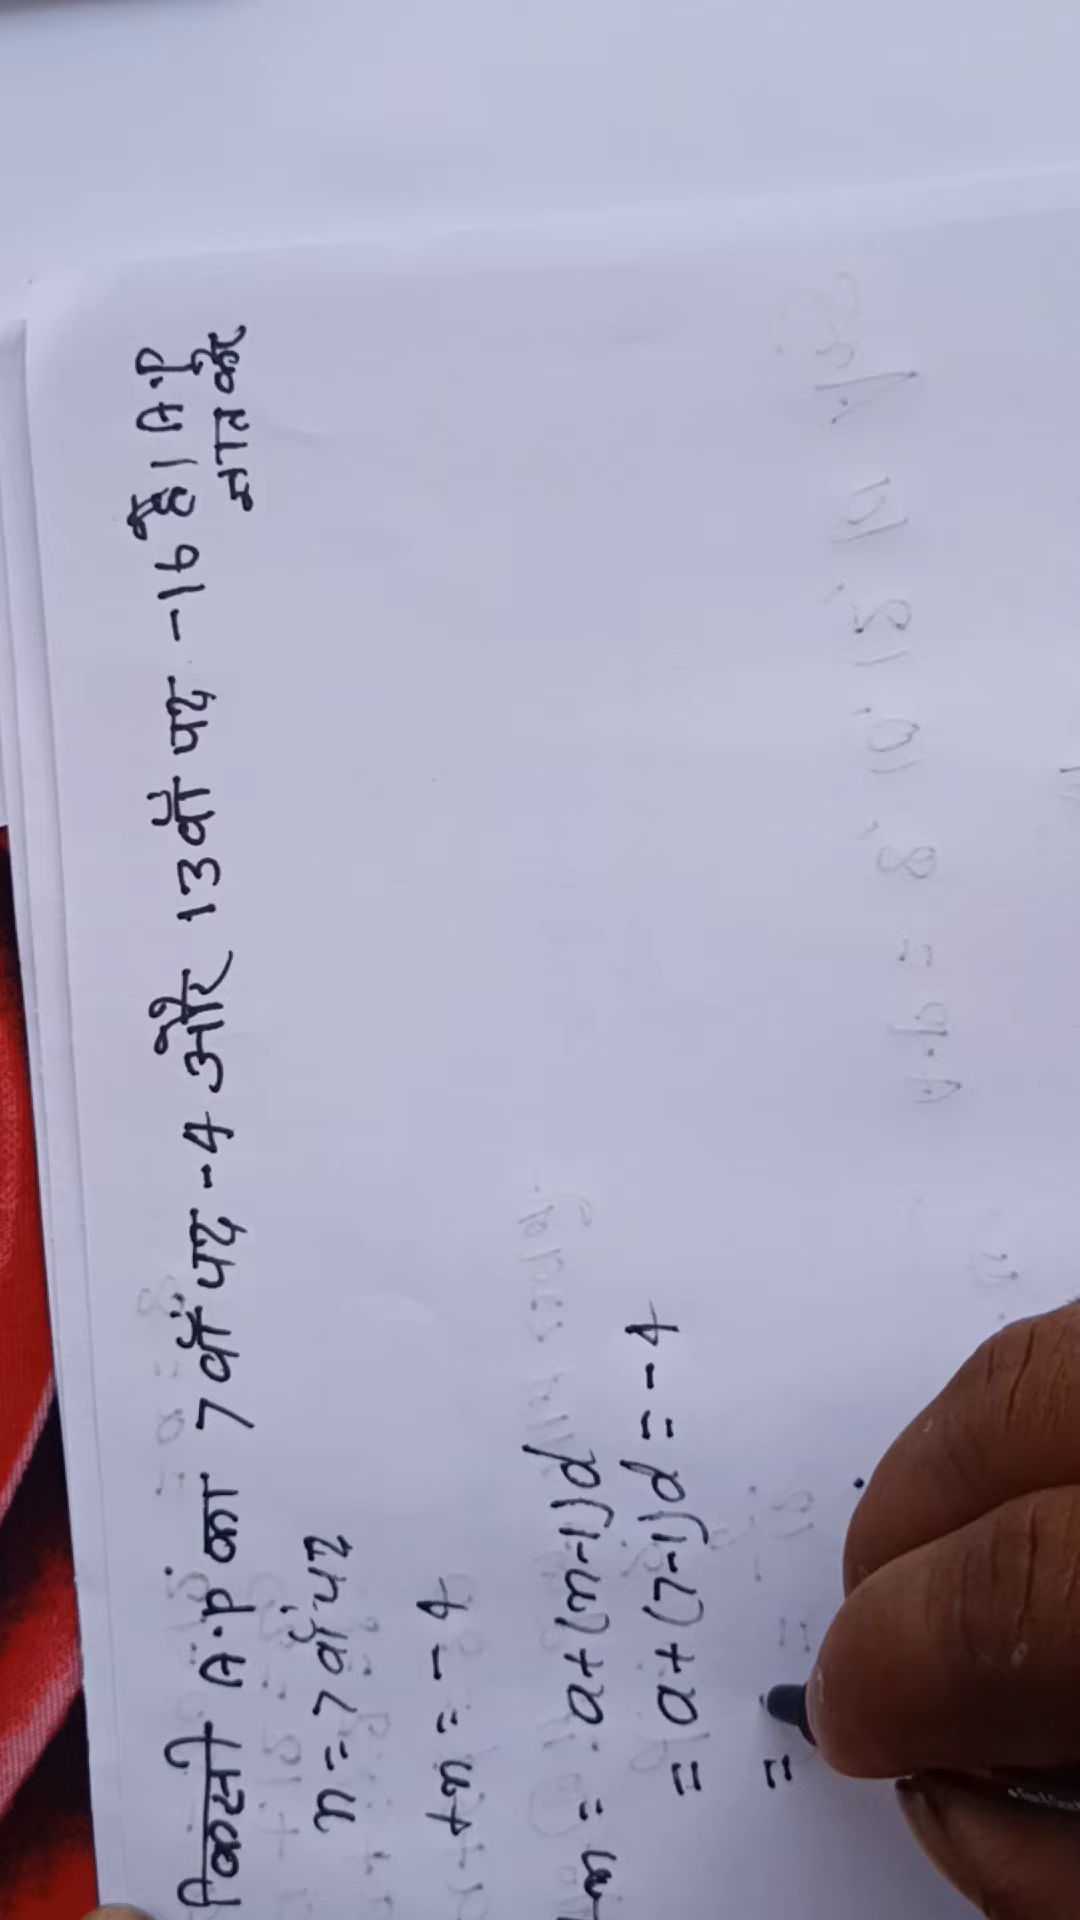 किसी A.P का 7वाँ पद -4 और 13वाँ पद -16 है। A.P
ज्ञात करें
n = 7वाँ पद
tn = -4
tn = a+(n-1)d
= a+(7-1)d = -4
=